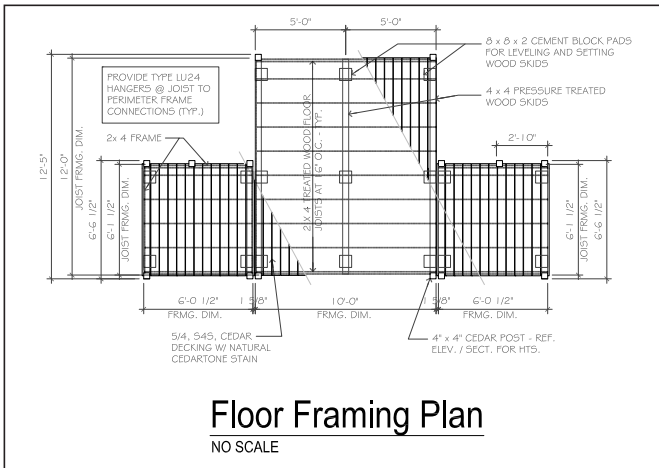 5'-0"
5'-0"
8 x 8 x 2 CEMENT BLOCK PADS
FOR LEVELING AND SETTING
WOOD SKIDS
PROVIDE TYPE LU24
HANGERS @ JOIST TO
PERIMETER FRAME
CONNECTIONS (TYP.)
4 x 4 PRESSURE TREATED
WOOD SKIDS
2x 4 FRAME
2'-10"
12'-5"
12'-0"
JOIST FRMG. DIM.
6'-6 1/2"
6'-1 1/2"
JOIST FRMG. DIM.
2 X 4 TREATED WOOD FLOOR
JOISTS AT 16" O.C. - TYP.
JOIST FRMG. DIM.
6'-1 1/2"
6'-6 1/2"
6'-0 1/2"
FRMG. DIM.
1 5/8"
10'-0"
FRMG. DIM.
1 5/8"
6'-0 1/2"
FRMG. DIM.
5/4, S4S, CEDAR
DECKING W/ NATURAL
CEDARTONE STAIN
4" x 4" CEDAR POST - REF.
ELEV. / SECT. FOR HTS.
Floor Framing Plan
NO SCALE